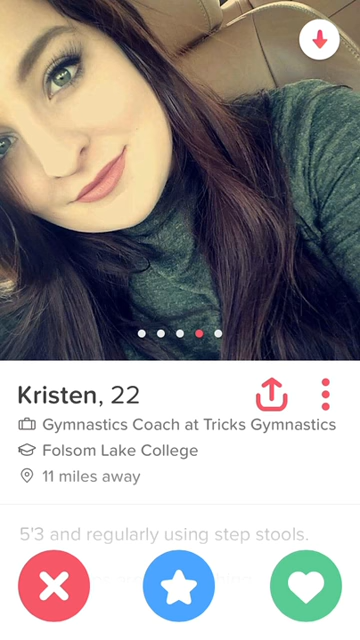 Kristen, 22
Gymnastics Coach at Tricks Gymnastics
Folsom Lake College
11 miles away
5'3 and regularly using step stools.